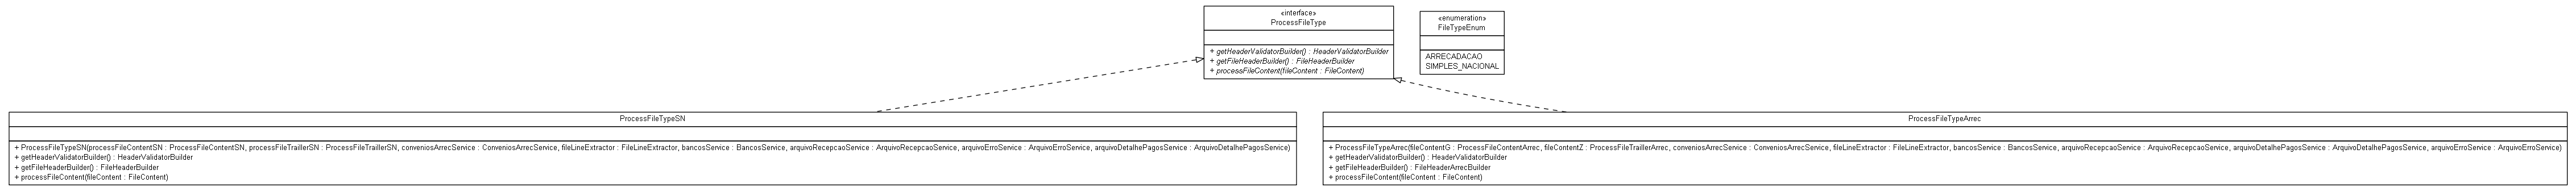 «interface»
ProcessFileType
+ getHeaderValidatorBuilder() : HeaderValidatorBuilder
+ getFileHeaderBuilder() : FileHeaderBuilder
+ processFileContent(fileContent : FileContent)
«enumeration»
FileTypeEnum
ARRECADACAO
SIMPLES_NACIONAL
ProcessFileTypeSN
+ ProcessFileTypeSN(processFileContentSN : ProcessFileContentSN, processFileTraillerSN : ProcessFileTraillerSN, conveniosArrecService : ConveniosArrecService, fileLineExtractor : FileLineExtractor, bancosService : BancosService, arquivoRecepcaoService : ArquivoRecepcaoService, arquivoErroService : ArquivoErroService, arquivoDetalhePagosService : ArquivoDetalhePagosService)
+ getHeaderValidatorBuilder() : HeaderValidatorBuilder
+ getFileHeaderBuilder() : FileHeaderBuilder
+ processFileContent(fileContent : FileContent)
ProcessFileTypeArrec
+ ProcessFileTypeArrec(fileContentG : ProcessFileContentArrec, fileContentZ : ProcessFileTraillerArrec, conveniosArrecService : ConveniosArrecService, fileLineExtractor : FileLineExtractor, bancosService : BancosService, arquivoRecepcaoService : ArquivoRecepcaoService, arquivoDetalhePagosService : ArquivoDetalhePagosService, arquivoErroService : ArquivoErroService)
+ getHeaderValidatorBuilder() : HeaderValidatorBuilder
+ getFileHeaderBuilder() : FileHeaderArrecBuilder
+ processFileContent(fileContent : FileContent)